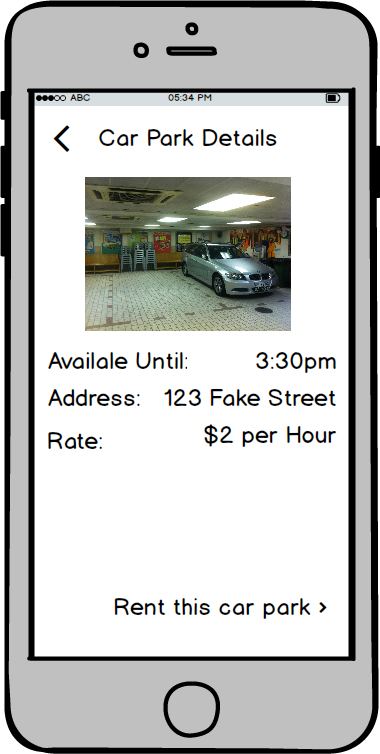 ABC 05:34 PM
Car Park Details
Availale Until: 3:30pm
Address: 123 Fake Street
Rate: $2 per Hour
Rent this car park >